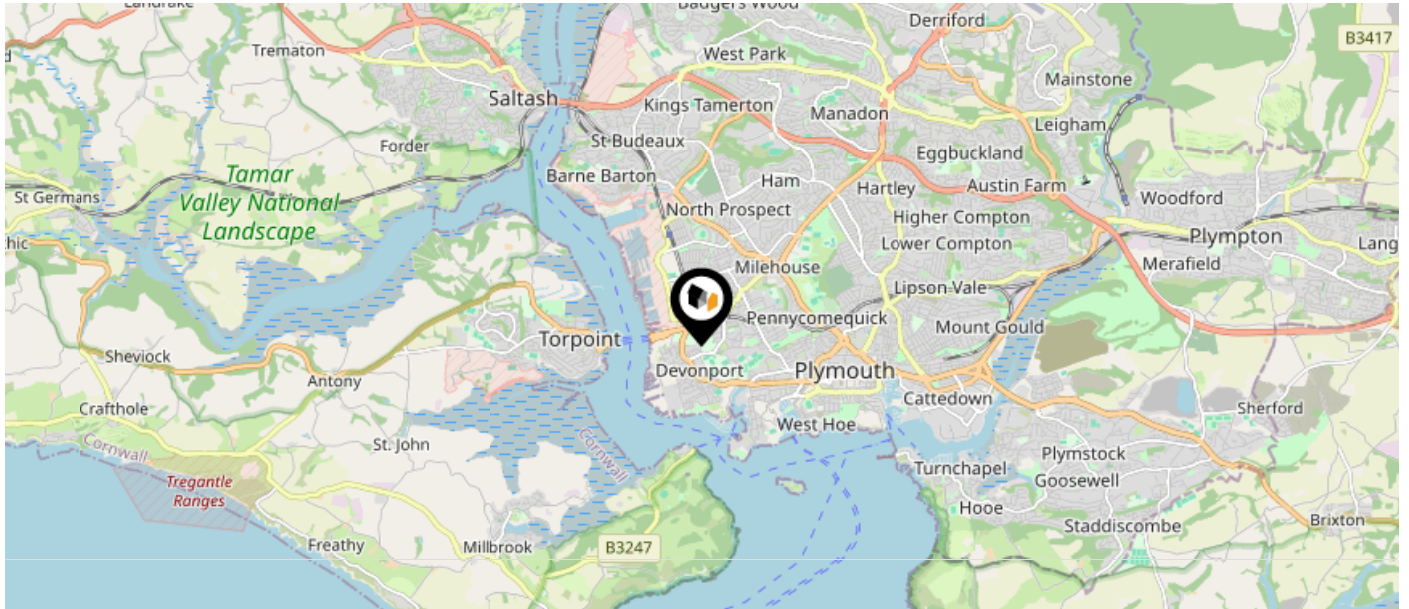 Landrake
Badgers Wood
Derriford
B3417
Trematon
West Park
Mainstone
Saltash
Kings Tamerton
Manadon
Leigham
St Budeaux
Forder
Eggbuckland
Tamar
Valley National
Landscape
Barne Barton
Ham
Hartley
Austin Farm
St Germans
Woodford
North Prospect
Higher Compton
Lower Compton
Plympton
Merafield
Milehouse
Lipson Vale
Pennycomequick
Mount Gould
Torpoint
Sheviock
Devonport
Plymouth
Antony
Cattedown
Crafthole
Sherford
West Hoe
St. John
Cornwall
Cornwall
Plymstock
Turnchapel
Goosewell
Tregantle
Ranges
Hooe
Staddiscombe
Brixton
Freathy
Millbrook
B3247